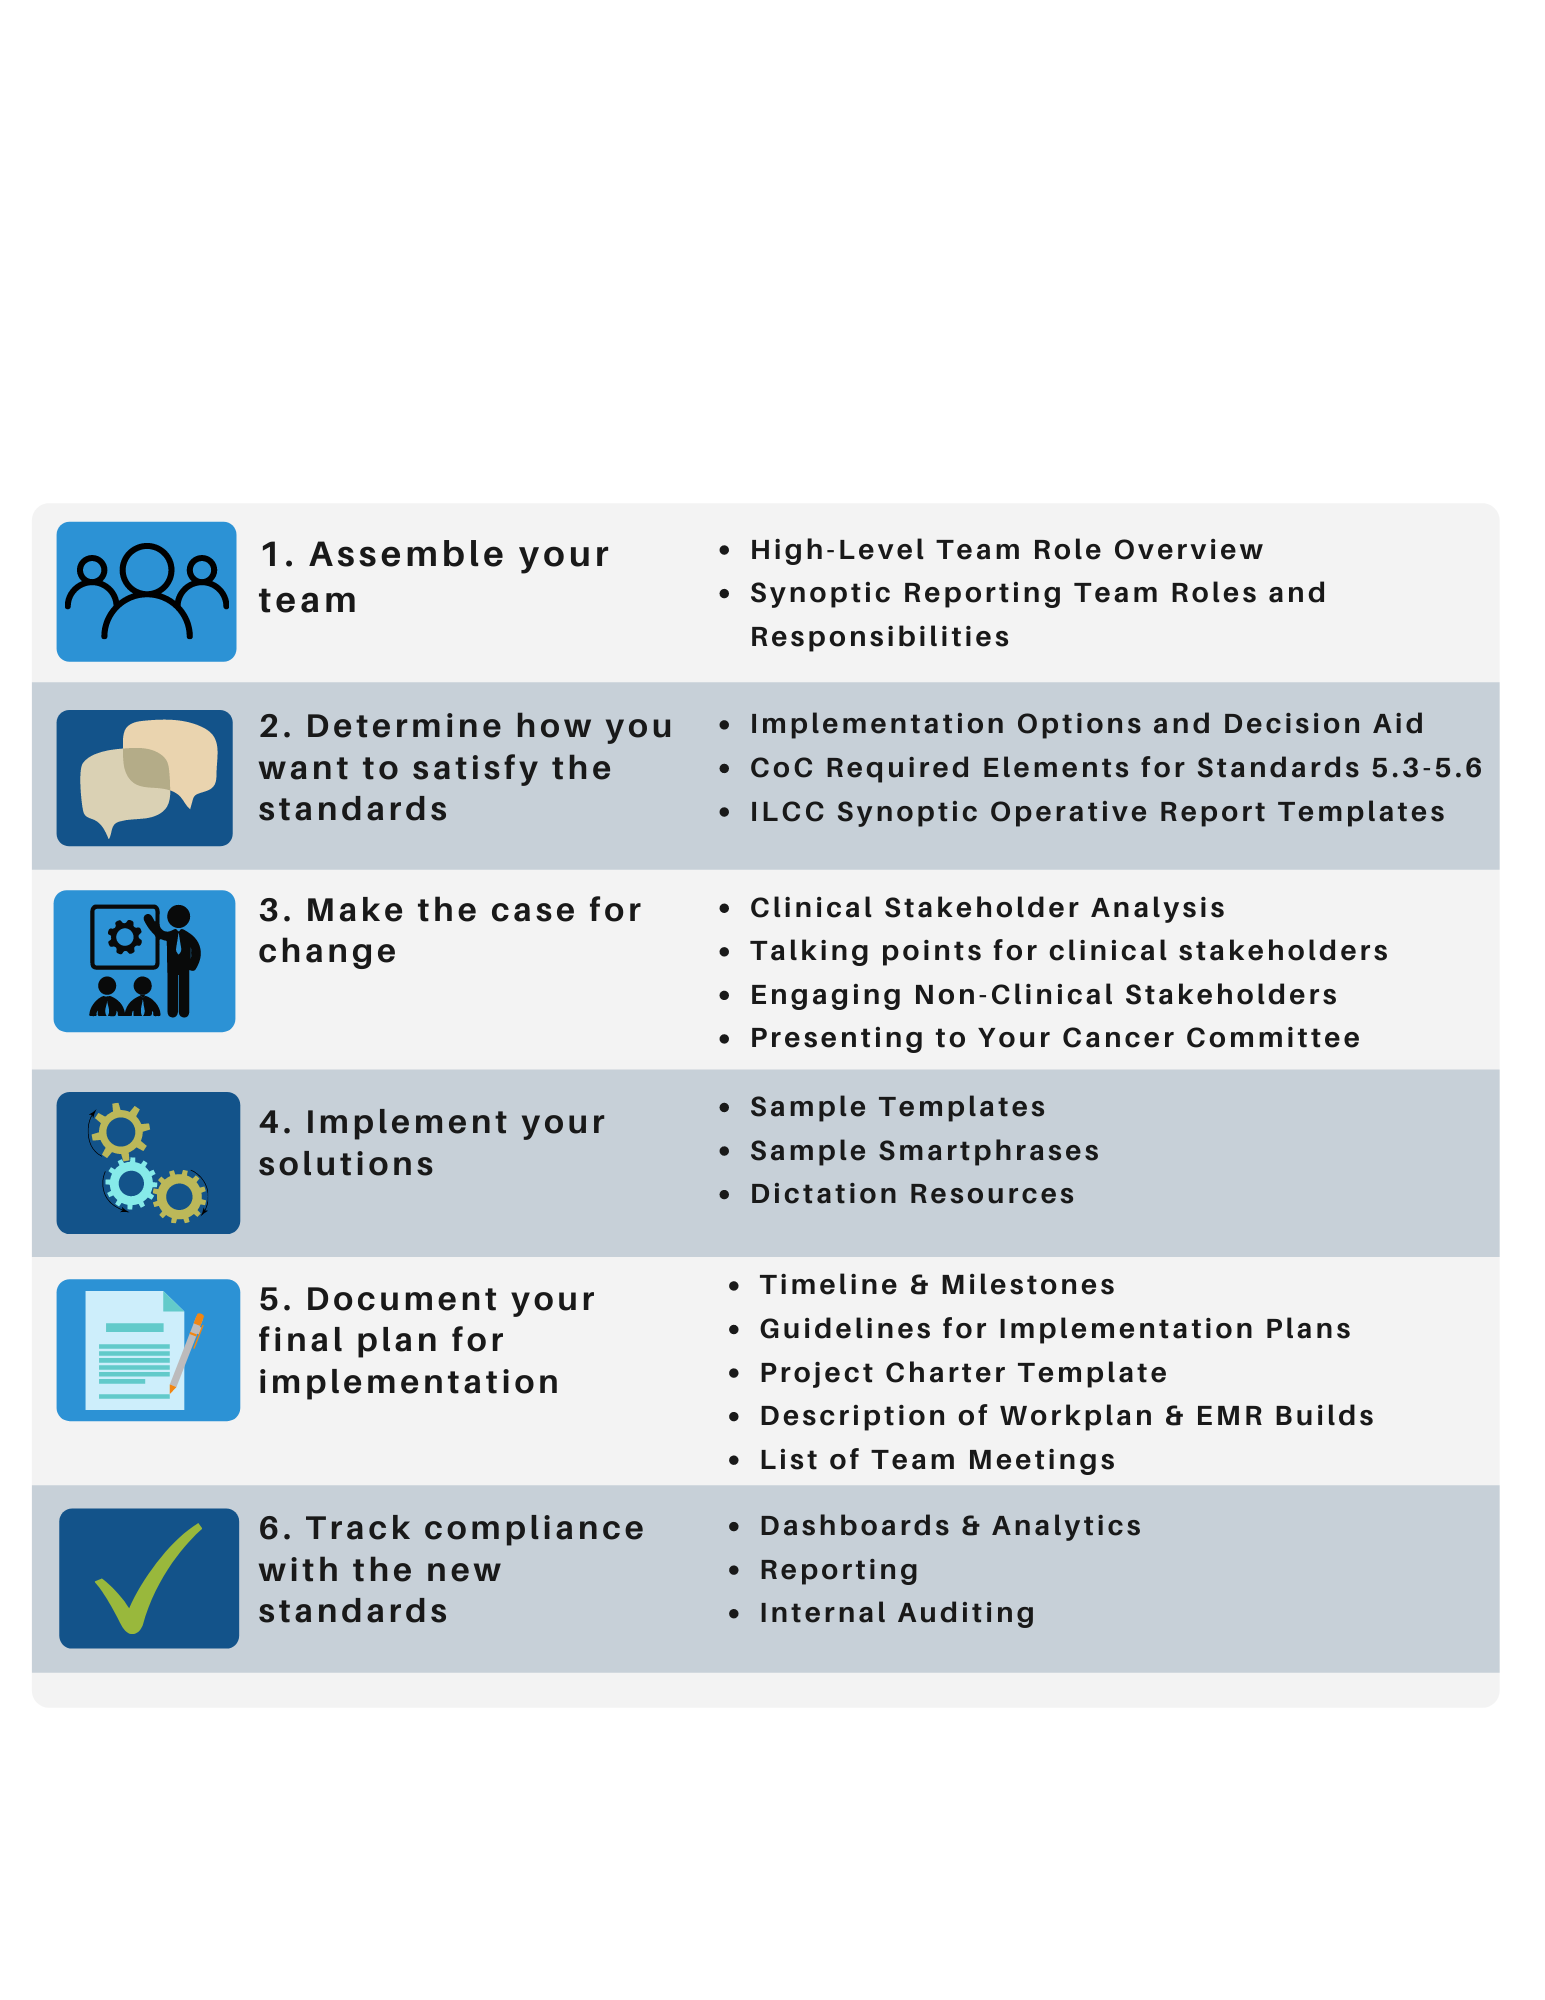 1. Assemble your
team
• High-Level Team Role Overview
• Synoptic Reporting Team Roles and
Responsibilities
2. Determine how you
want to satisfy the
standards
• Implementation Options and Decision Aid
• CoC Required Elements for Standards 5.3-5.6
• ILCC Synoptic Operative Report Templates
3. Make the case for
change
• Clinical Stakeholder Analysis
• Talking points for clinical stakeholders
• Engaging Non-Clinical Stakeholders
• Presenting to Your Cancer Committee
4. Implement your
solutions
• Sample Templates
• Sample Smartphrases
• Dictation Resources
5. Document your
final plan for
implementation
• Timeline & Milestones
• Guidelines for Implementation Plans
• Project Charter Template
• Description of Workplan & EMR Builds
• List of Team Meetings
6. Track compliance
with the new
standards
• Dashboards & Analytics
• Reporting
• Internal Auditing